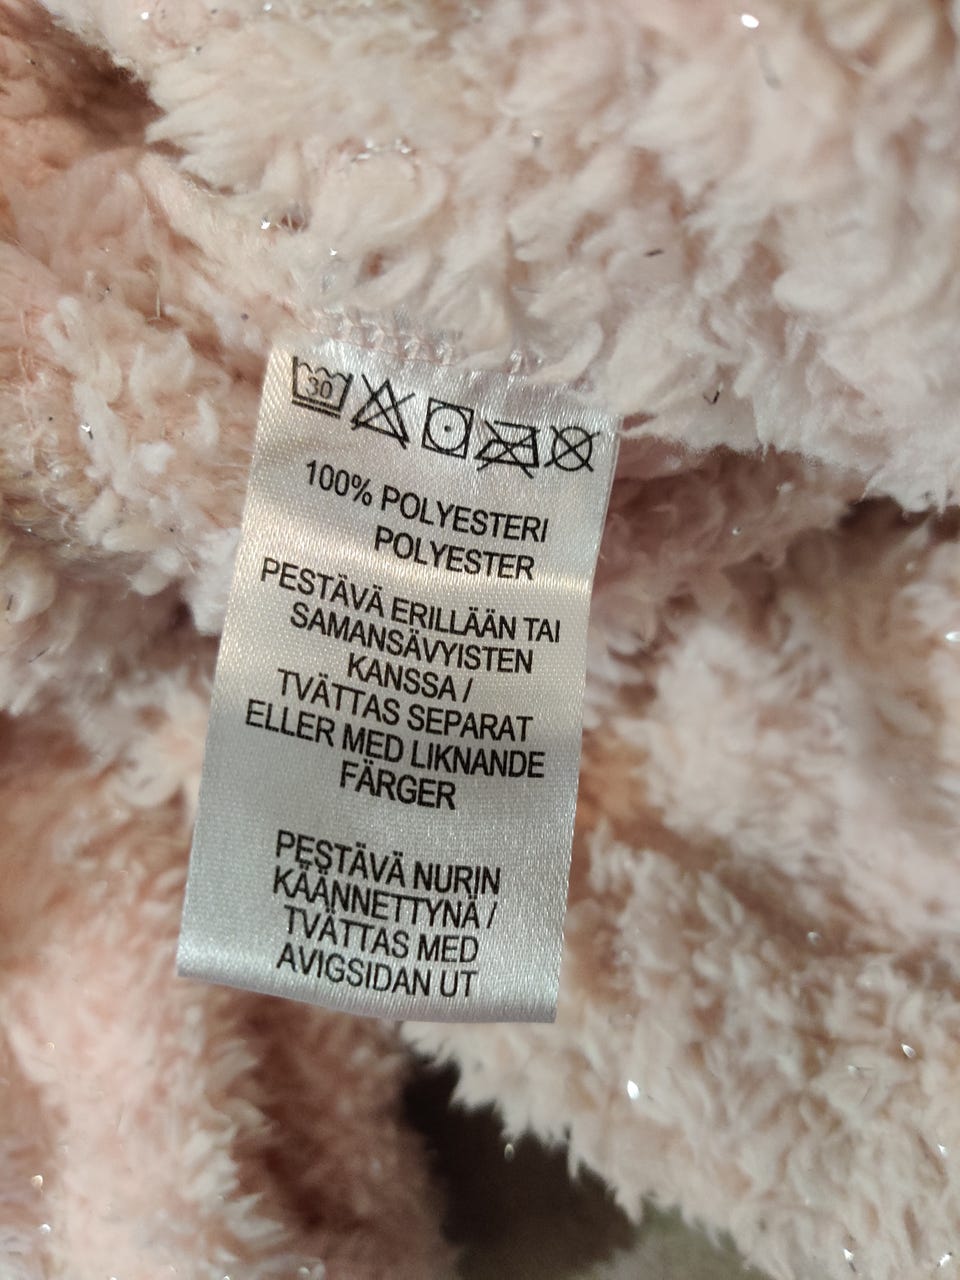 30
100% POLYESTERI
POLYESTER
PESTÄVÄ ERILLÄÄN TAI
SAMANSÄVYISTEN
KANSSA /
TVÄTTAS SEPARAT
ELLER MED LIKNANDE
FÄRGER
PESTÄVÄ NURIN
KÄÄNNETTYNÄ /
TVÄTTAS MED
AVIGSIDAN UT